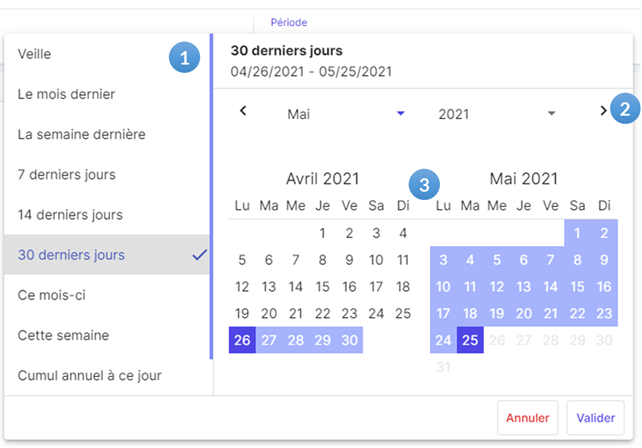 Période
Veille
1
Le mois dernier
La semaine dernière
7 derniers jours
14 derniers jours
30 derniers jours
Ce mois-ci
Cette semaine
Cumul annuel à ce jour
30 derniers jours
04/26/2021 - 05/25/2021
Mai 2021
2
3
Avril 2021
Lu Ma Me Je Ve Sa Di
1 2 3 4
5 6 7 8 9 10 11
12 13 14 15 16 17 18
19 20 21 22 23 24 25
26 27 28 29 30
Mai 2021
Lu Ma Me Je Ve Sa Di
1 2
3 4 5 6 7 8 9
10 11 12 13 14 15 16
17 18 19 20 21 22 23
24 25 26 27 28 29 30
31
Annuler Valider